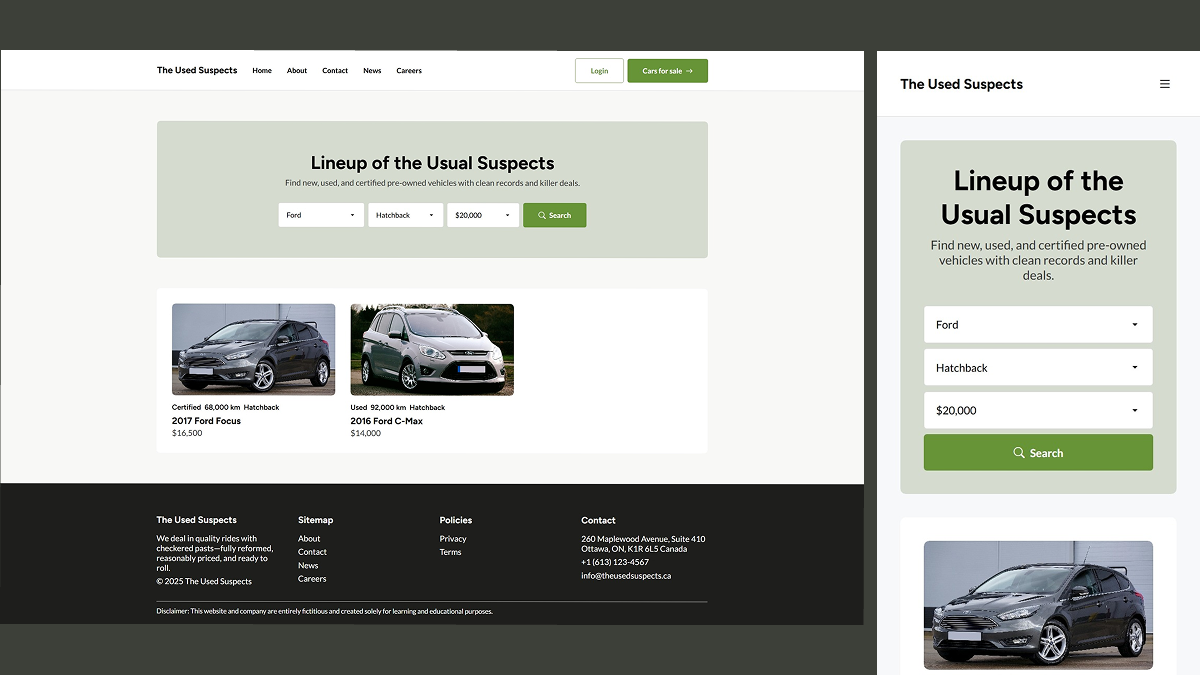 The Used Suspects Home About Contact News Careers Login Cars for sale →
Lineup of the Usual Suspects
Find new, used, and certified pre-owned vehicles with clean records and killer deals.
Ford Hatchback $20,000 Search
Certified 68,000 km Hatchback
2017 Ford Focus
$16,500
Used 92,000 km Hatchback
2016 Ford C-Max
$14,000
The Used Suspects
We deal in quality rides with
checkered pasts—fully reformed,
reasonably priced, and ready to
roll.
© 2025 The Used Suspects
Sitemap
About
Contact
News
Careers
Policies
Privacy
Terms
Contact
260 Maplewood Avenue, Suite 410
Ottawa, ON, K1R 6L5 Canada
+1 (613) 123-4567
info@theusedsuspects.ca
Disclaimer: This website and company are entirely fictitious and created solely for learning and educational purposes.
The Used Suspects
Lineup of the
Usual Suspects
Find new, used, and certified pre-owned
vehicles with clean records and killer
deals.
Ford
Hatchback
$20,000
Search